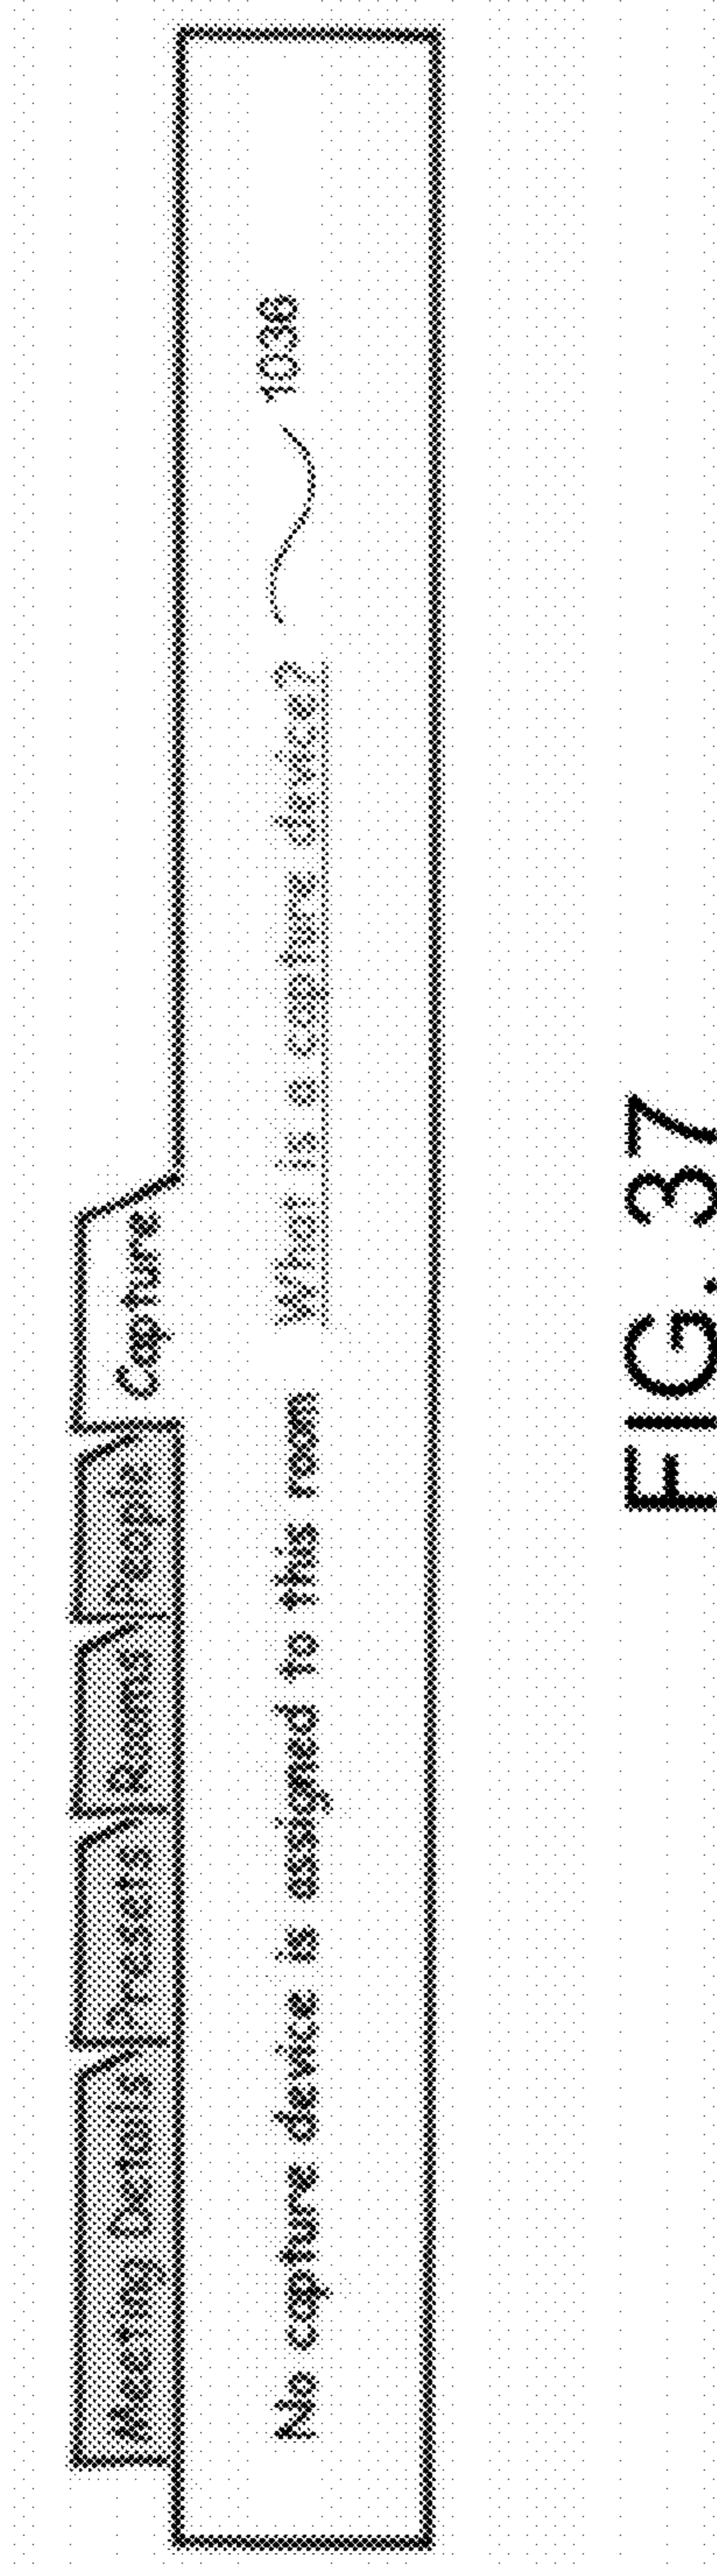 Meeting Details Presets Rooms People Capture
No capture device is assigned to this room What is a capture device? 1036
FIG. 37